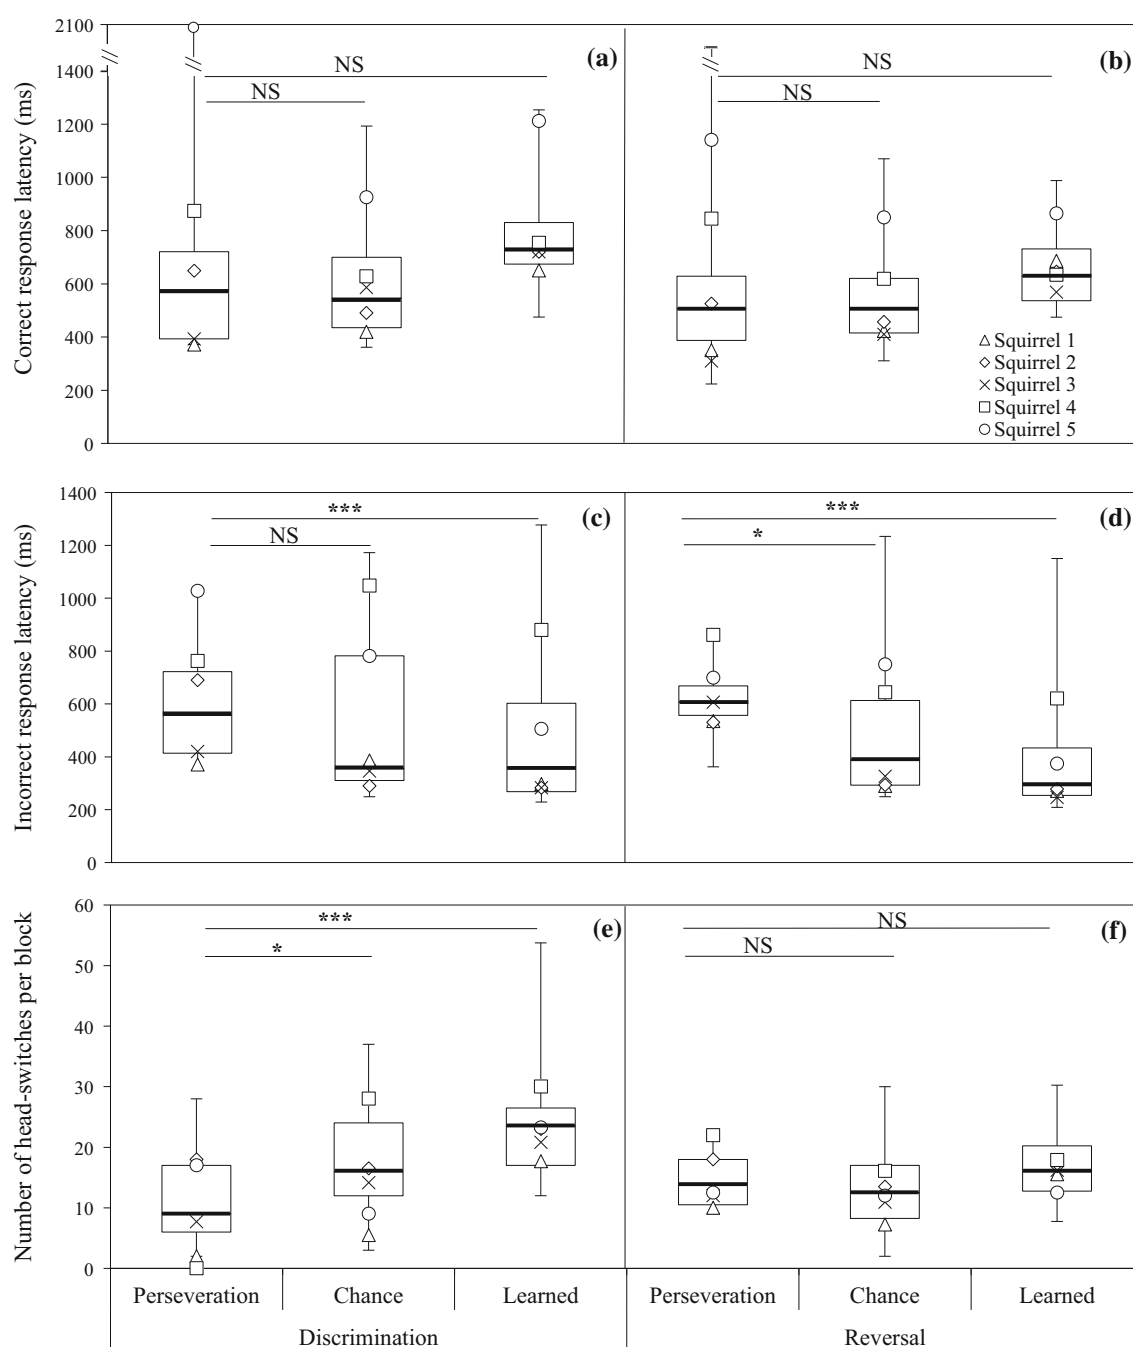 Correct response latency (ms)
2100
1400
1200
1000
800
600
400
200
0
NS
NS
(a)
NS
NS
(b)
Squirrel 1
Squirrel 2
Squirrel 3
Squirrel 4
Squirrel 5
Incorrect response latency (ms)
1400
1200
1000
800
600
400
200
0
***
NS
(c)
***
*
(d)
Number of head-switches per block
60
50
40
30
20
10
0
***
*
(e)
NS
NS
(f)
Perseveration Chance Learned Perseveration Chance Learned
Discrimination Reversal